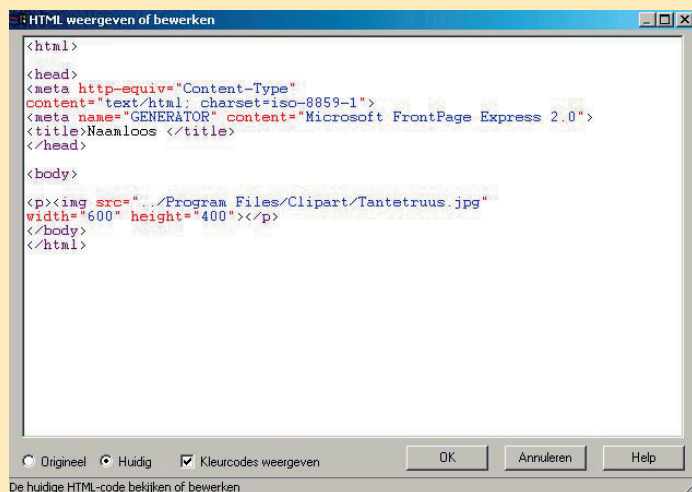 HTML weergeven of bewerken
<html>
<head>
<meta http-equiv="Content-Type"
content="text/html; charset=iso-8859-1">
<meta name="GENERATOR" content="Microsoft FrontPage Express 2.0">
<title>Naamloos </title>
</head>
<body>
<p><img src="../Program Files/Clipart/Tantetruus.jpg"
width="600" height="400"></p>
</body>
</html>
Origineel Huidig Kleurcodes weergeven OK Annuleren Help
De huidige HTML-code bekijken of bewerken